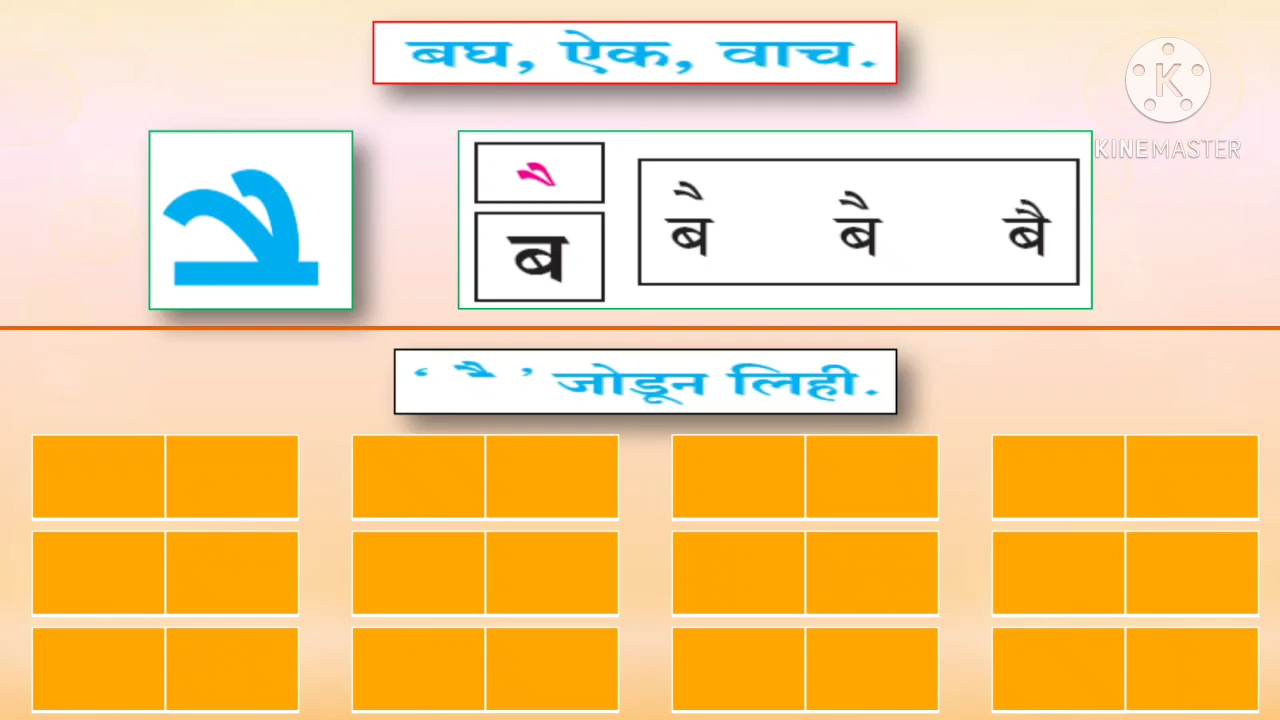 बघ, ऐक, वाच.
K
KINEMASTER
ै
ै
ब
बै बै बै
‘ ै ’ जोडून लिही.